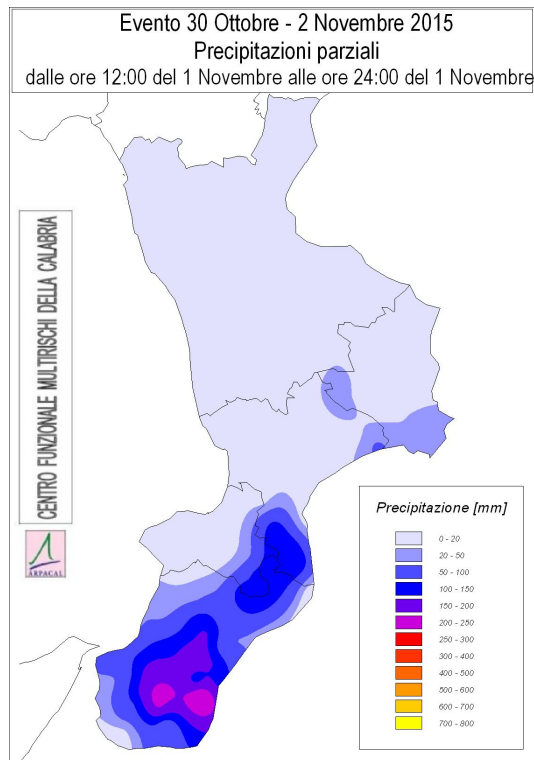 Evento 30 Ottobre - 2 Novembre 2015
Precipitazioni parziali
dalle ore 12:00 del 1 Novembre alle ore 24:00 del 1 Novembre
CENTRO FUNZIONALE MULTIRISCHI DELLA CALABRIA
ARPACAL
Precipitazione [mm]
0 - 20
20 - 50
50 - 100
100 - 150
150 - 200
200 - 250
250 - 300
300 - 400
400 - 500
500 - 600
600 - 700
700 - 800